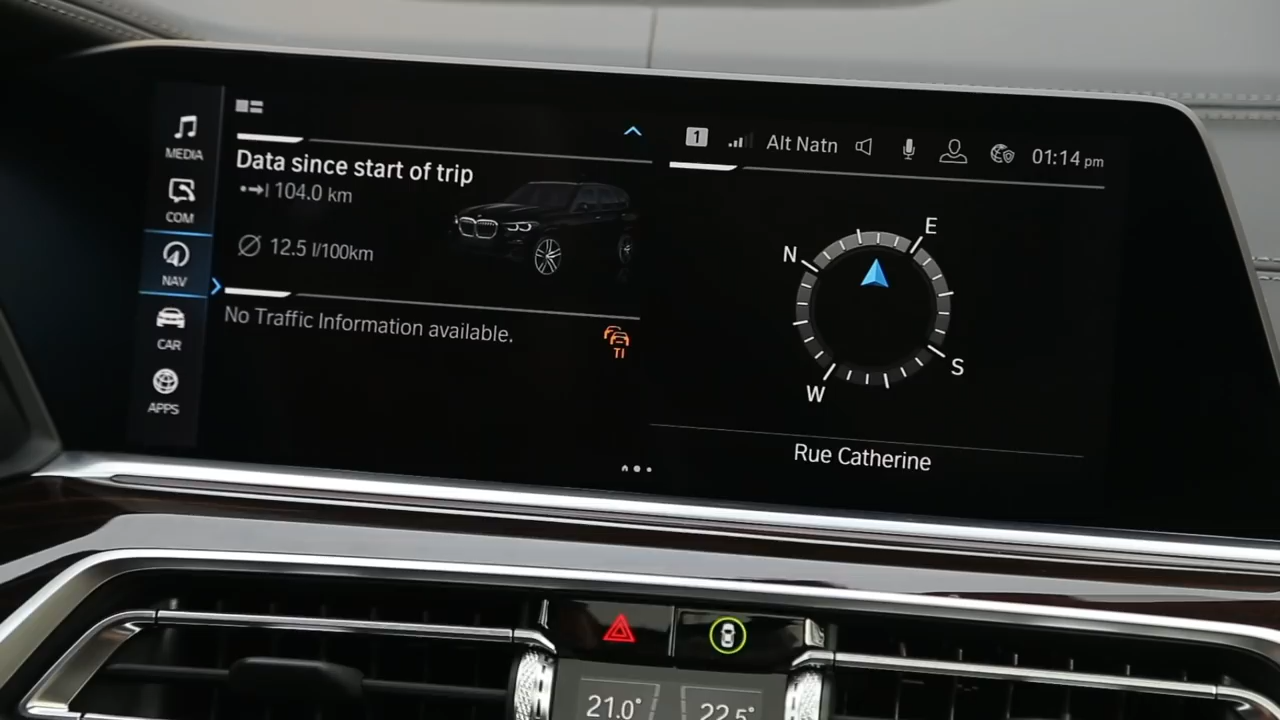 MEDIA
COM
NAV
CAR
APPS
Data since start of trip
104.0 km
Ø 12.5 l/100km
No Traffic Information available.
TI
1
Alt Natn
01:14 pm
N
E
S
W
Rue Catherine
21.0°
22.5°